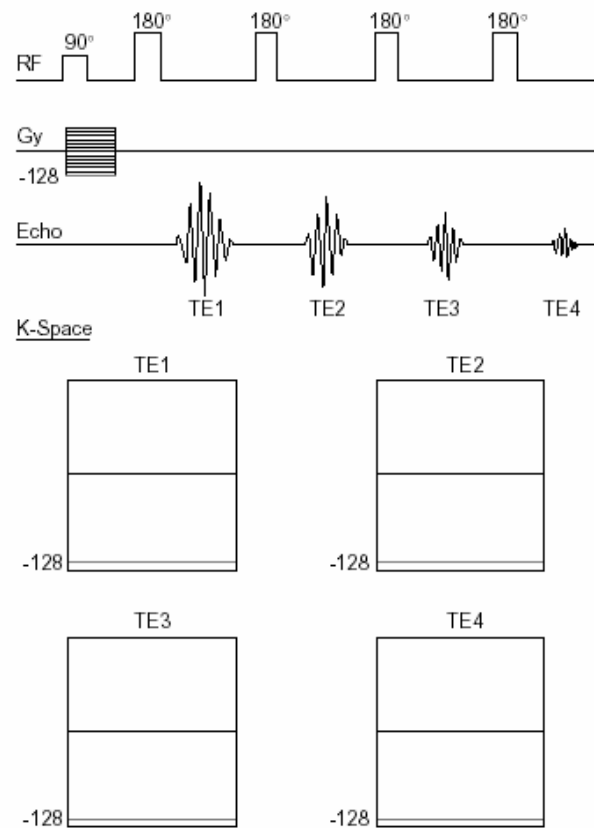 180° 180° 180° 180°
90°
RF
Gy
-128
Echo
TE1 TE2 TE3 TE4
K-Space
TE1 TE2
-128 -128
TE3 TE4
-128 -128